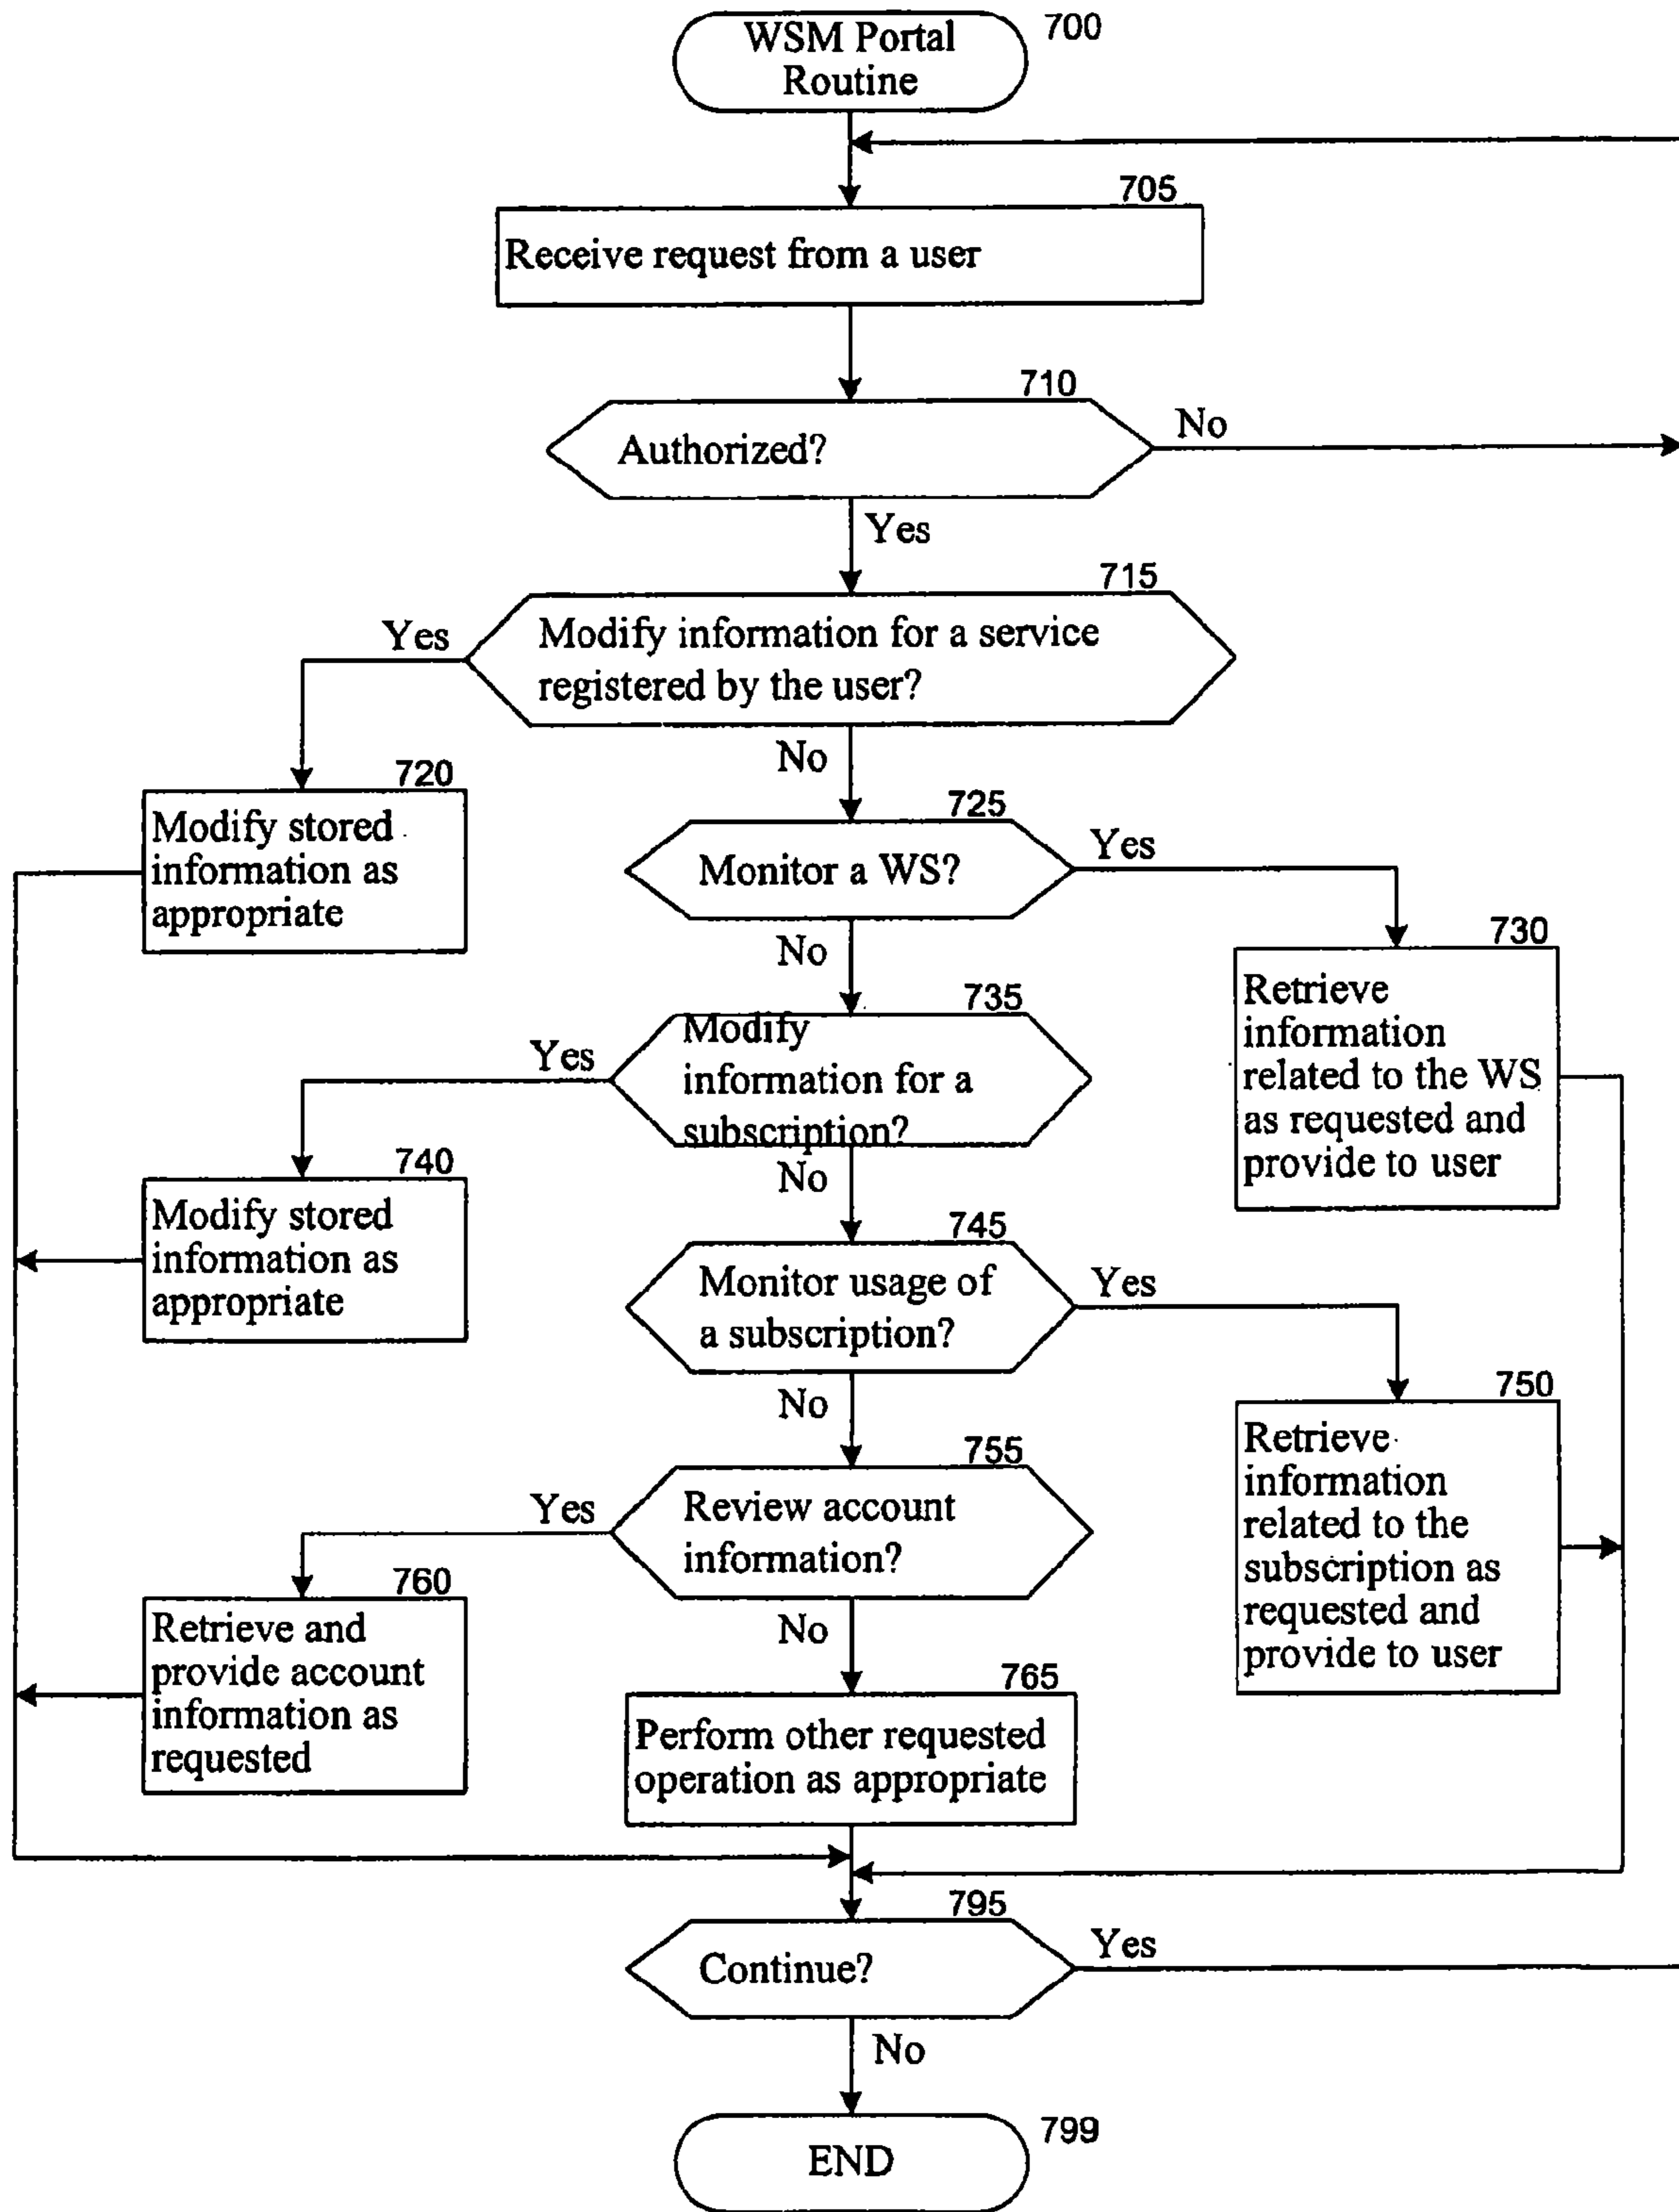 WSM Portal
Routine
700
705
Receive request from a user
710
Authorized?
No
Yes
715
Modify information for a service
registered by the user?
Yes
No
720
Modify stored
information as
appropriate
725
Monitor a WS?
Yes
No
730
Retrieve
information
related to the WS
as requested and
provide to user
735
Modify
information for a
subscription?
Yes
No
740
Modify stored
information as
appropriate
745
Monitor usage of
a subscription?
Yes
No
750
Retrieve
information
related to the
subscription as
requested and
provide to user
755
Review account
information?
Yes
No
760
Retrieve and
provide account
information as
requested
765
Perform other requested
operation as appropriate
795
Continue?
Yes
No
799
END